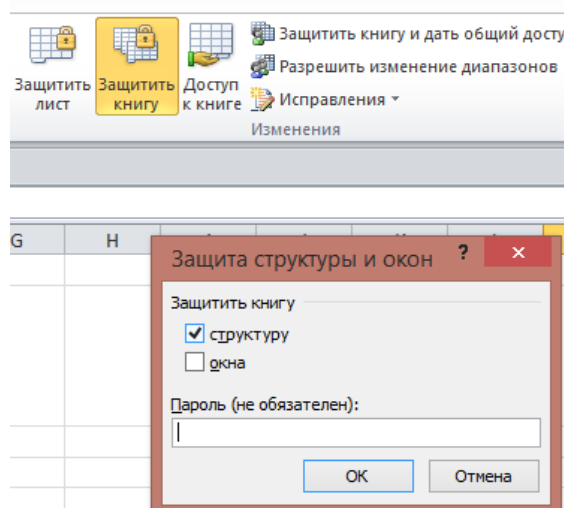 Защитить книгу и дать общий досту
Разрешить изменение диапазонов
Защитить лист
Защитить книгу
Доступ к книге
Исправления
Изменения
G H
Защита структуры и окон ? ×
Защитить книгу
структуру
окна
Пароль (не обязателен):
ОК Отмена